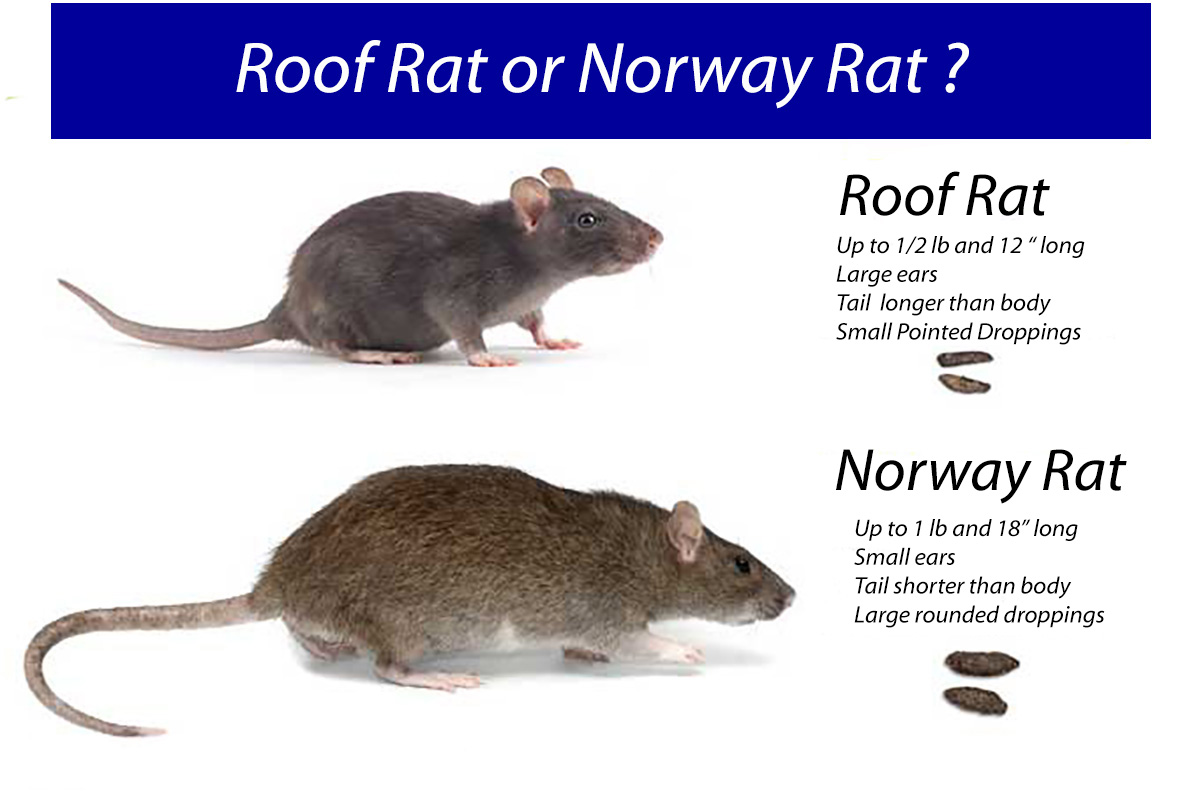 Roof Rat or Norway Rat ?
Roof Rat
Up to 1/2 lb and 12 “ long
Large ears
Tail  longer than body
Small Pointed Droppings
Norway Rat
Up to 1 lb and 18” long
Small ears
Tail shorter than body
Large rounded droppings